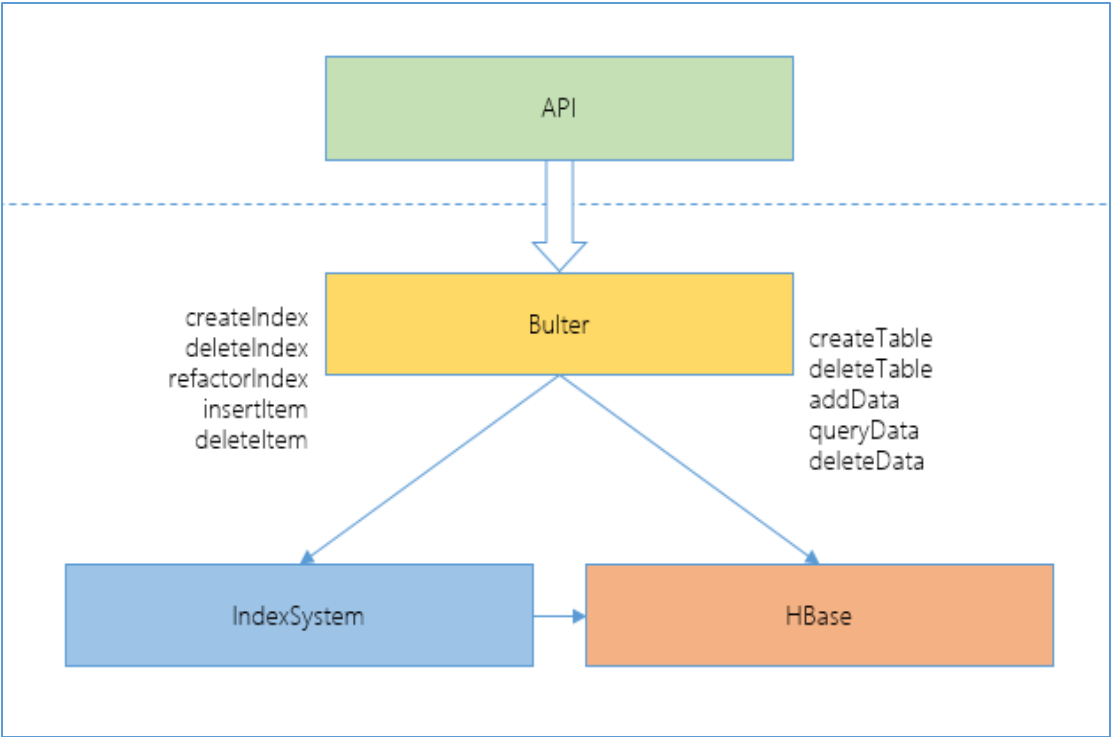 API
Bulter
createIndex
deleteIndex
refactorIndex
insertItem
deleteItem
createTable
deleteTable
addData
queryData
deleteData
IndexSystem
HBase